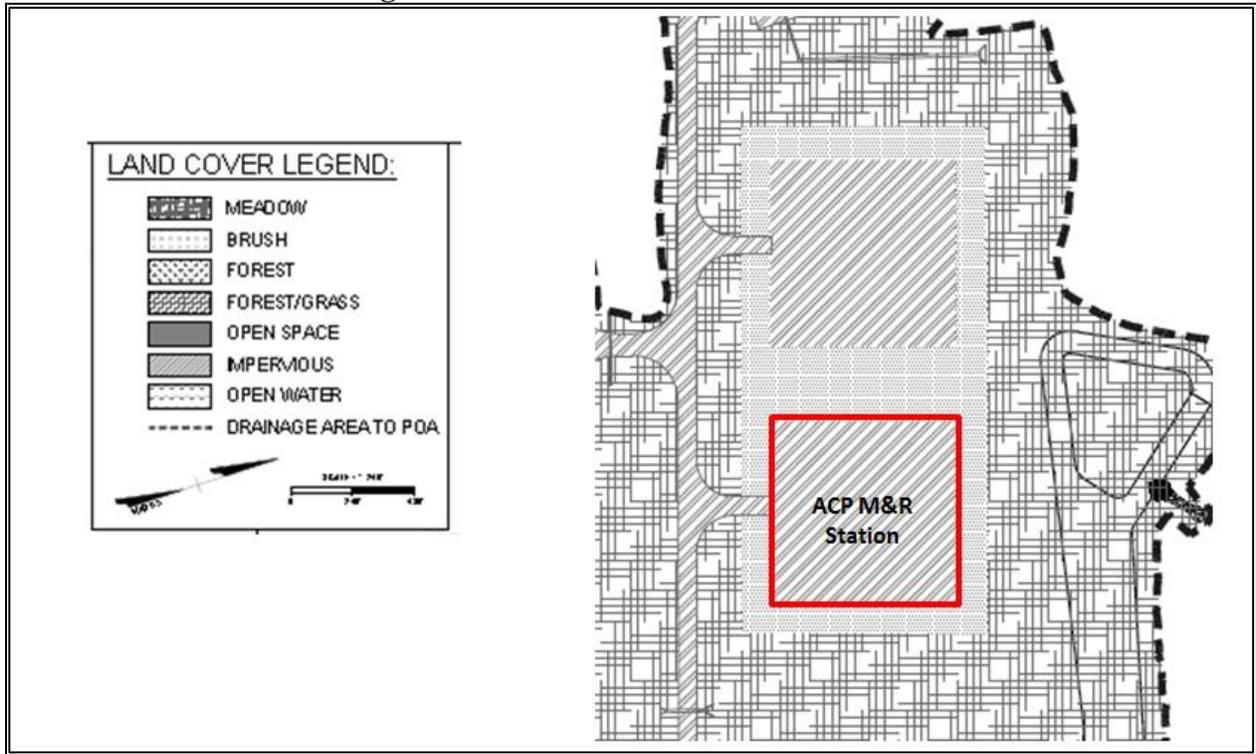 LAND COVER LEGEND:
MEADOW
BRUSH
FOREST
FOREST/GRASS
OPEN SPACE
IMPERVIOUS
OPEN WATER
DRAINAGE AREA TO POA
0
ACP M&R
Station